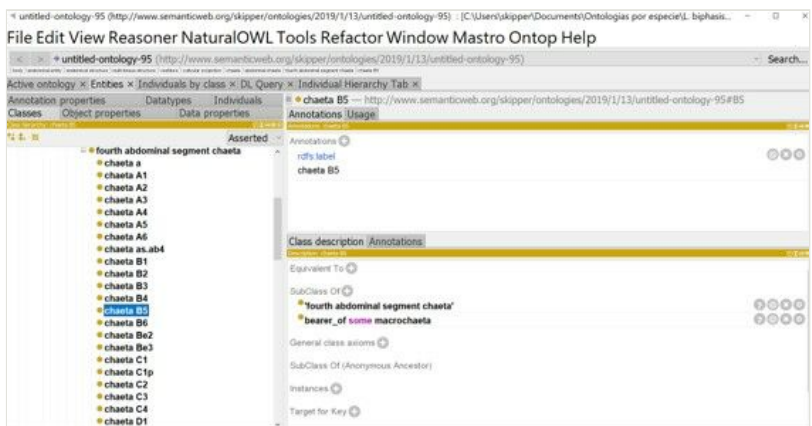 untitled-ontology-95 (http://www.semanticweb.org/skipper/ontologies/2019/1/13/untitled-ontology-95) : [C:\Users\skipper\Documents\Ontologias por especie\L. biphasis...
File Edit View Reasoner NaturalOWL Tools Refactor Window Mastro Ontop Help
untitled-ontology-95 (http://www.semanticweb.org/skipper/ontologies/2019/1/13/untitled-ontology-95)
Search...
Active ontology × Entities × Individuals by class × DL Query × Individual Hierarchy Tab ×
Annotation properties Datatypes Individuals
Classes Object properties Data properties
Asserted
fourth abdominal segment chaeta
chaeta a
chaeta A1
chaeta A2
chaeta A3
chaeta A4
chaeta A5
chaeta A6
chaeta as.ab4
chaeta B1
chaeta B2
chaeta B3
chaeta B4
chaeta B5
chaeta B6
chaeta Be2
chaeta Be3
chaeta C1
chaeta C1p
chaeta C2
chaeta C3
chaeta C4
chaeta D1
chaeta B5 — http://www.semanticweb.org/skipper/ontologies/2019/1/13/untitled-ontology-95#B5
Annotations Usage
Annotations
rdfs:label
chaeta B5
Class description Annotations
Equivalent To
SubClass Of
'fourth abdominal segment chaeta'
bearer_of some macrochaeta
General class axioms
SubClass Of (Anonymous Ancestor)
Instances
Target for Key